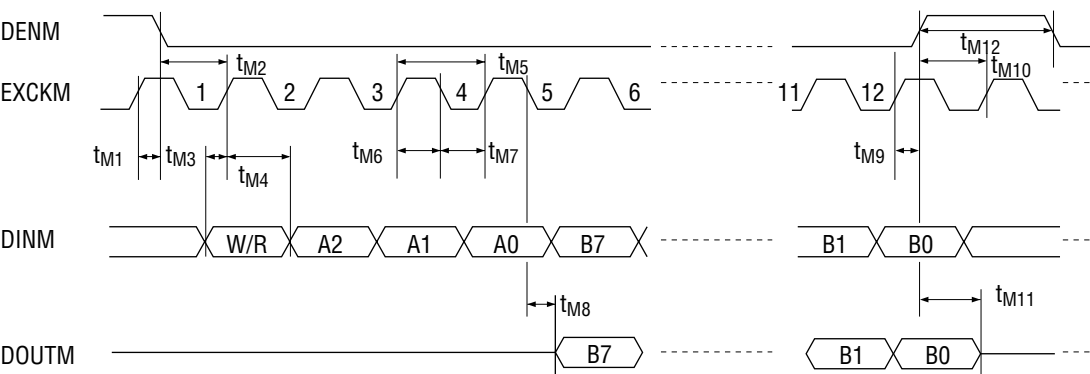 DENM
tM2
tM5
tM12
tM10
EXCKM
1 2 3 4 5 6 11 12
tM1 tM3 tM4 tM6 tM7 tM9
DINM
W/R A2 A1 A0 B7 B1 B0
tM8
tM11
DOUTM
B7 B1 B0